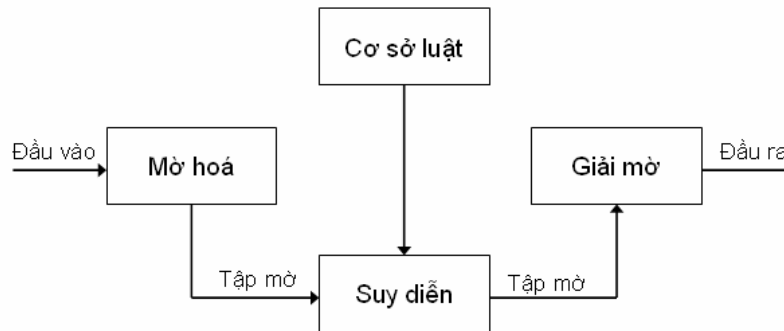 Cơ sở luật
Đầu vào
Mờ hoá
Giải mờ
Đầu ra
Tập mờ
Suy diễn
Tập mờ